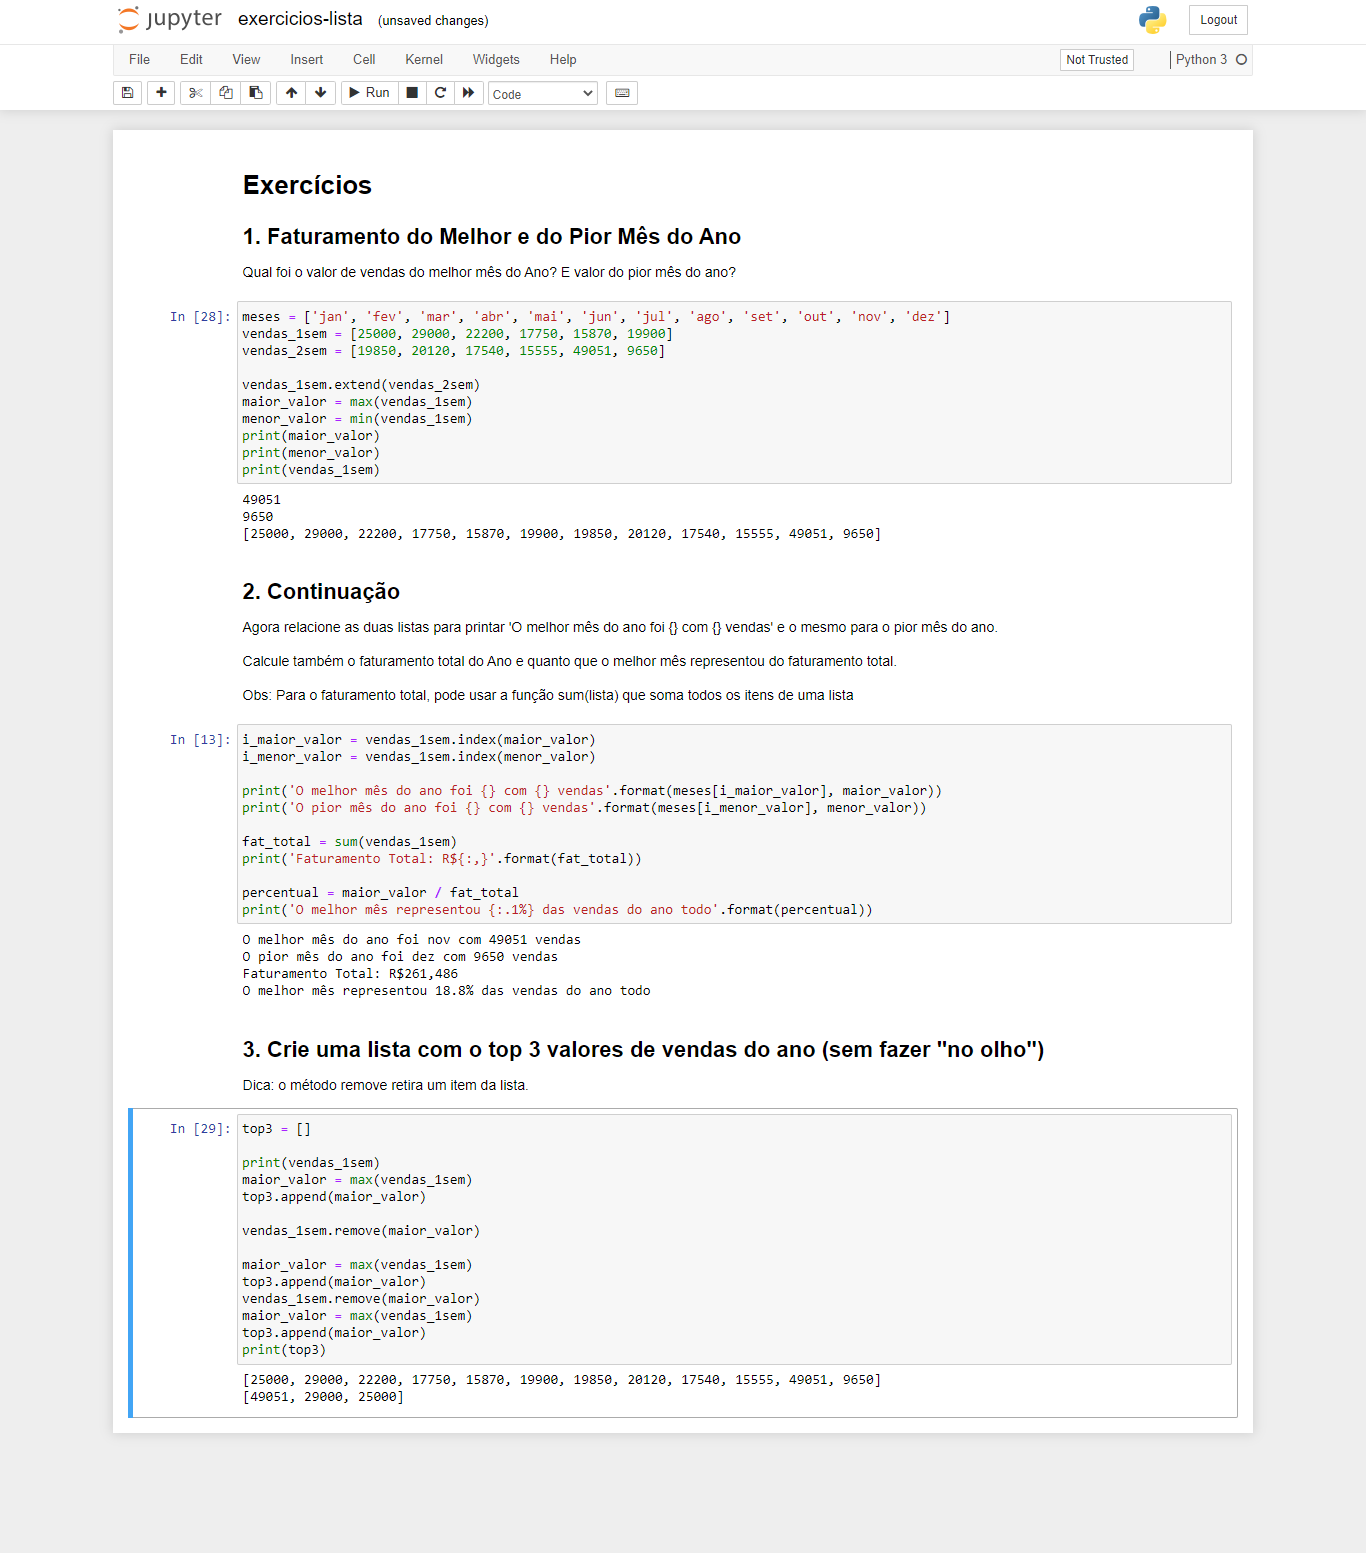 jupyter exercicios-lista (unsaved changes) Logout
File Edit View Insert Cell Kernel Widgets Help Not Trusted Python 3
Run Code
Exercícios
1. Faturamento do Melhor e do Pior Mês do Ano
Qual foi o valor de vendas do melhor mês do Ano? E valor do pior mês do ano?
In [28]: meses = ['jan', 'fev', 'mar', 'abr', 'mai', 'jun', 'jul', 'ago', 'set', 'out', 'nov', 'dez']
vendas_1sem = [25000, 29000, 22200, 17750, 15870, 19900]
vendas_2sem = [19850, 20120, 17540, 15555, 49051, 9650]
vendas_1sem.extend(vendas_2sem)
maior_valor = max(vendas_1sem)
menor_valor = min(vendas_1sem)
print(maior_valor)
print(menor_valor)
print(vendas_1sem)
49051
9650
[25000, 29000, 22200, 17750, 15870, 19900, 19850, 20120, 17540, 15555, 49051, 9650]
2. Continuação
Agora relacione as duas listas para printar 'O melhor mês do ano foi {} com {} vendas' e o mesmo para o pior mês do ano.
Calcule também o faturamento total do Ano e quanto que o melhor mês representou do faturamento total.
Obs: Para o faturamento total, pode usar a função sum(lista) que soma todos os itens de uma lista
In [13]: i_maior_valor = vendas_1sem.index(maior_valor)
i_menor_valor = vendas_1sem.index(menor_valor)
print('O melhor mês do ano foi {} com {} vendas'.format(meses[i_maior_valor], maior_valor))
print('O pior mês do ano foi {} com {} vendas'.format(meses[i_menor_valor], menor_valor))
fat_total = sum(vendas_1sem)
print('Faturamento Total: R${:,}'.format(fat_total))
percentual = maior_valor / fat_total
print('O melhor mês representou {:.1%} das vendas do ano todo'.format(percentual))
O melhor mês do ano foi nov com 49051 vendas
O pior mês do ano foi dez com 9650 vendas
Faturamento Total: R$261,486
O melhor mês representou 18.8% das vendas do ano todo
3. Crie uma lista com o top 3 valores de vendas do ano (sem fazer "no olho")
Dica: o método remove retira um item da lista.
In [29]: top3 = []
print(vendas_1sem)
maior_valor = max(vendas_1sem)
top3.append(maior_valor)
vendas_1sem.remove(maior_valor)
maior_valor = max(vendas_1sem)
top3.append(maior_valor)
vendas_1sem.remove(maior_valor)
maior_valor = max(vendas_1sem)
top3.append(maior_valor)
print(top3)
[25000, 29000, 22200, 17750, 15870, 19900, 19850, 20120, 17540, 15555, 49051, 9650]
[49051, 29000, 25000]